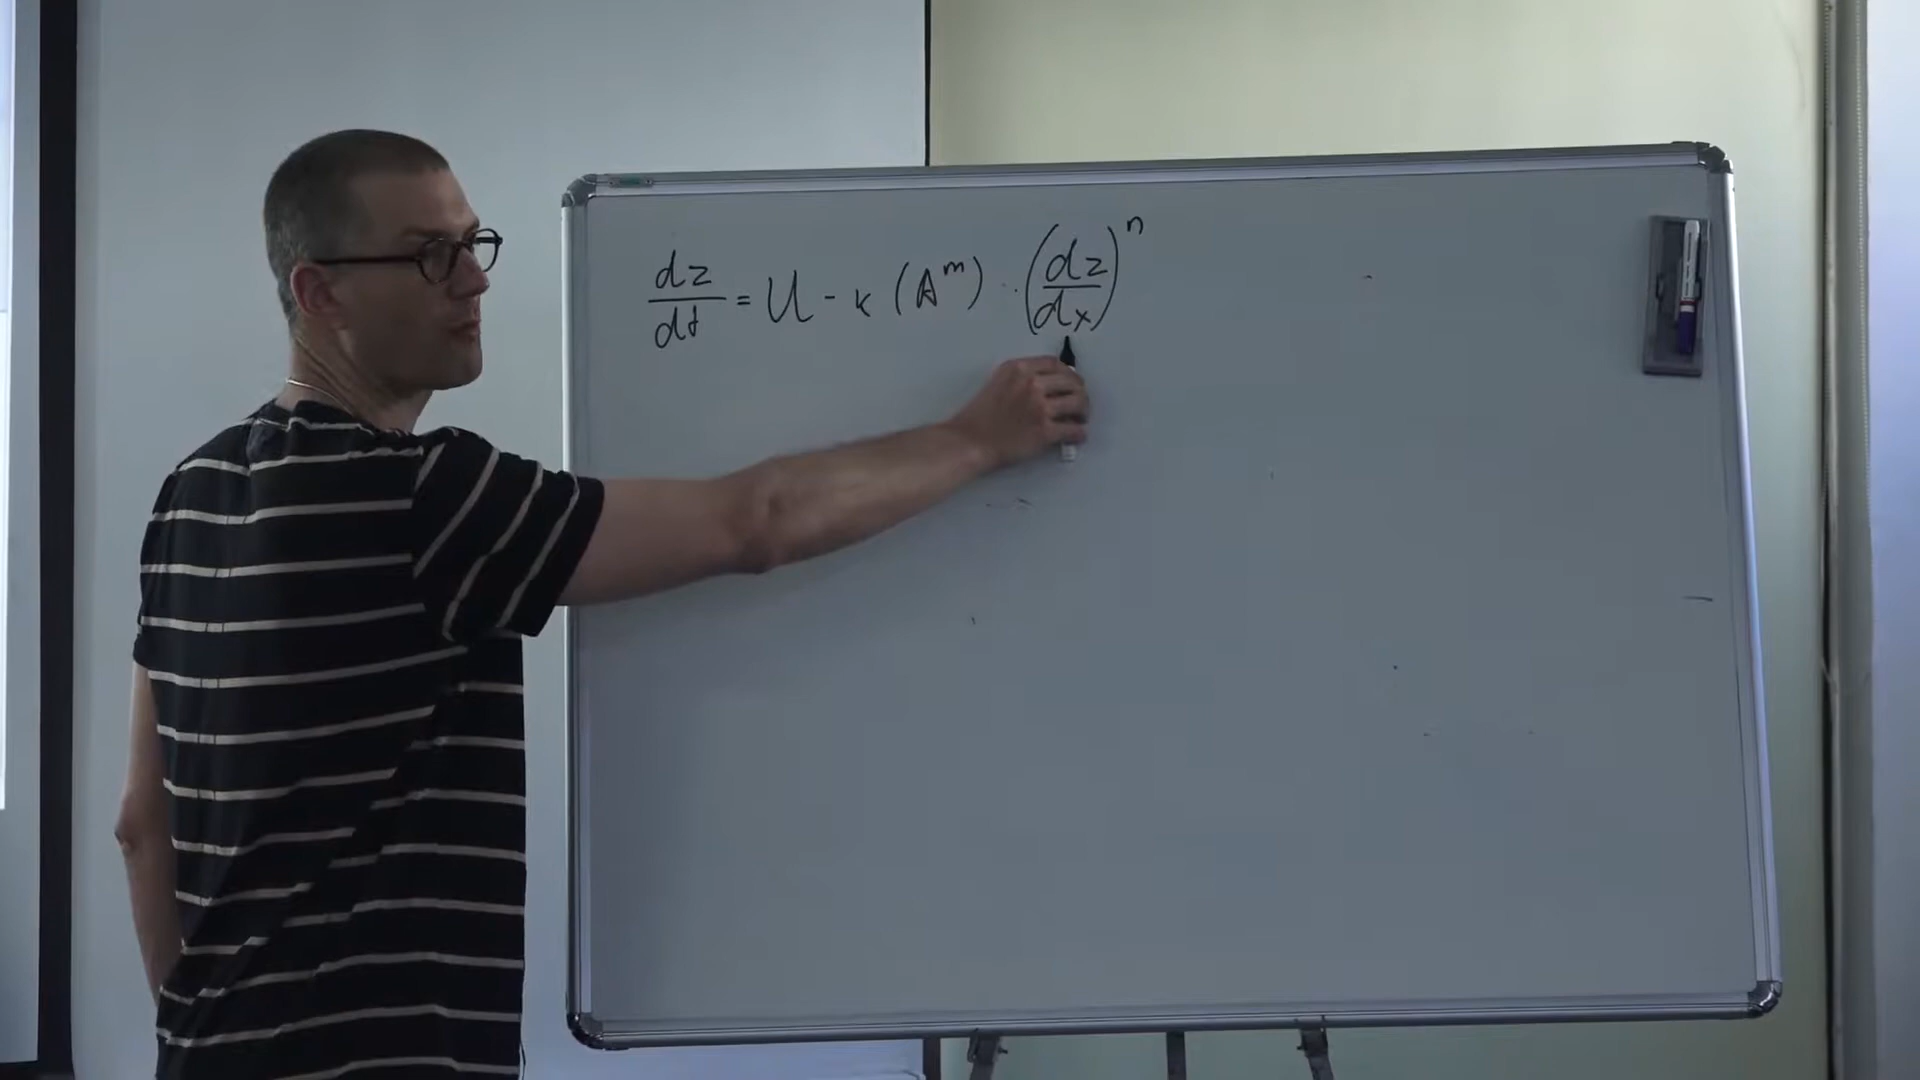 dz/dt = U - k (A^m) · (dz/dx)^n